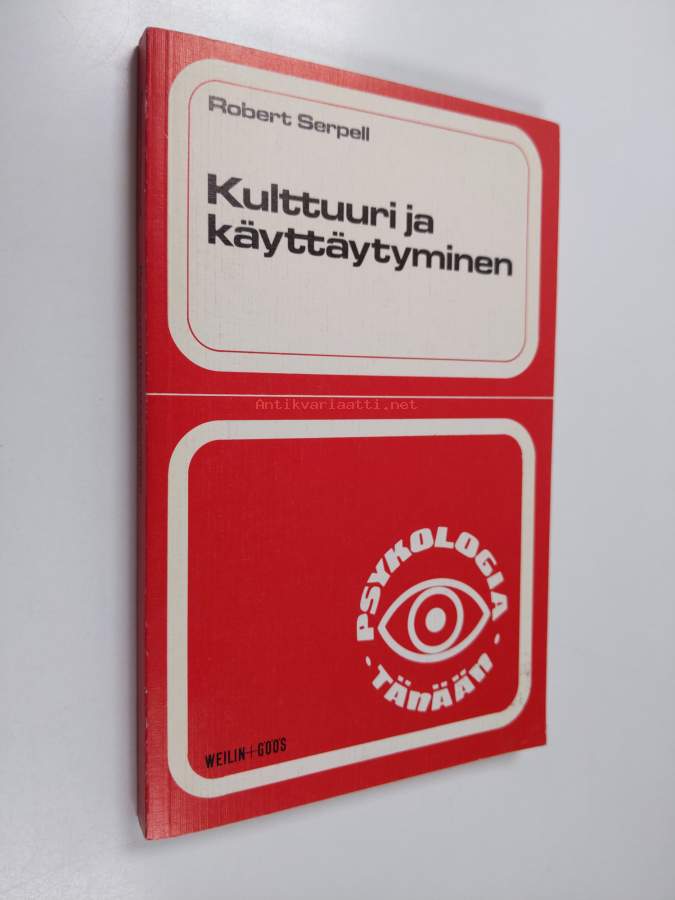 Robert Serpell
Kulttuuri ja
käyttäytyminen
Antikvariaatti.net
PSYKOLOGIA
· TÄNÄÄN ·
WEILIN+GÖÖS